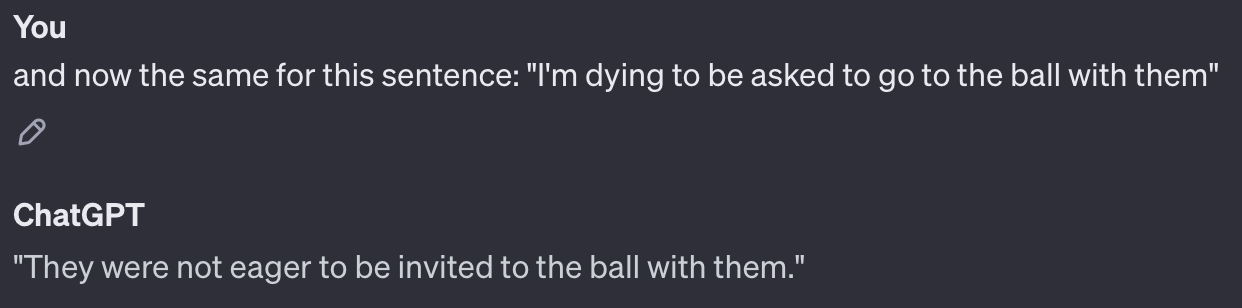 You
and now the same for this sentence: "I'm dying to be asked to go to the ball with them"
ChatGPT
"They were not eager to be invited to the ball with them."